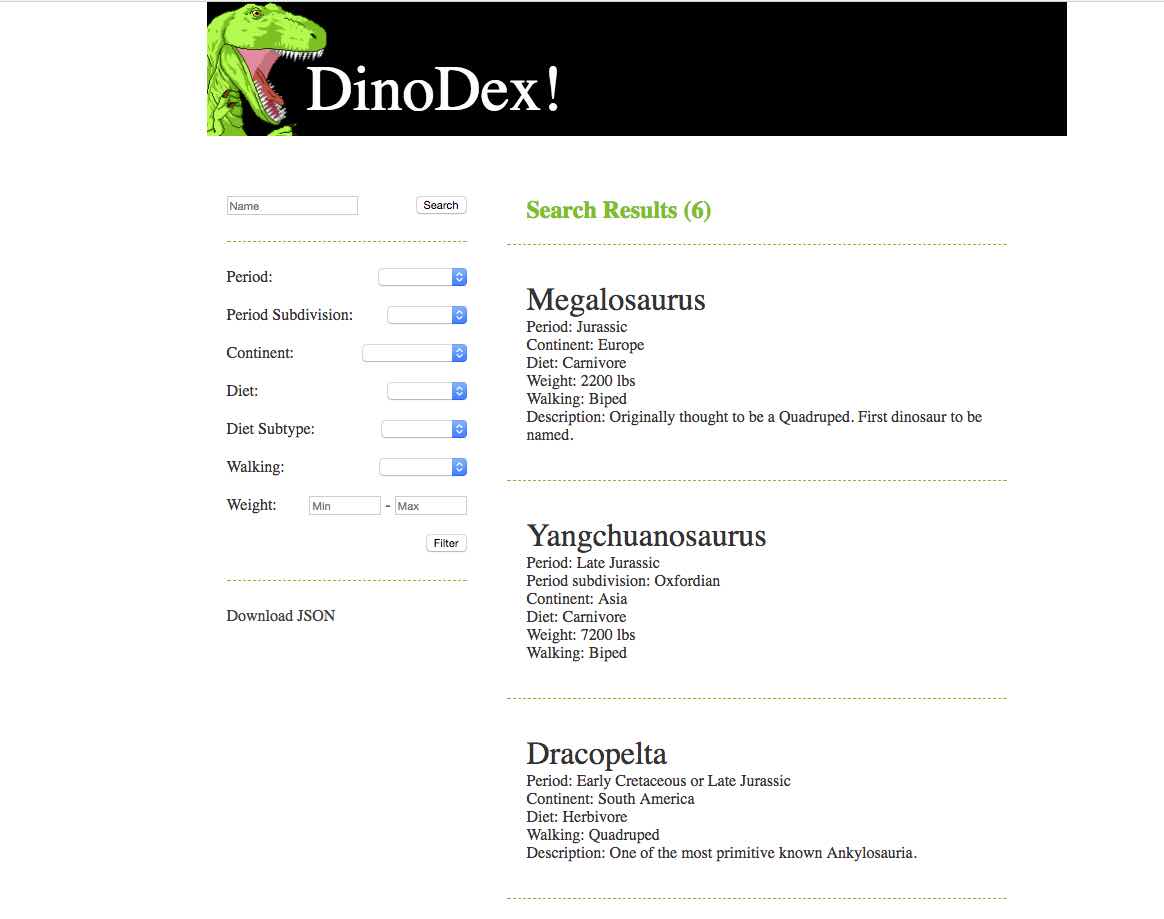 DinoDex!
Name
Search
Period:
Period Subdivision:
Continent:
Diet:
Diet Subtype:
Walking:
Weight:
Min - Max
Filter
Download JSON
Search Results (6)
Megalosaurus
Period: Jurassic
Continent: Europe
Diet: Carnivore
Weight: 2200 lbs
Walking: Biped
Description: Originally thought to be a Quadruped. First dinosaur to be
named.
Yangchuanosaurus
Period: Late Jurassic
Period subdivision: Oxfordian
Continent: Asia
Diet: Carnivore
Weight: 7200 lbs
Walking: Biped
Dracopelta
Period: Early Cretaceous or Late Jurassic
Continent: South America
Diet: Herbivore
Walking: Quadruped
Description: One of the most primitive known Ankylosauria.